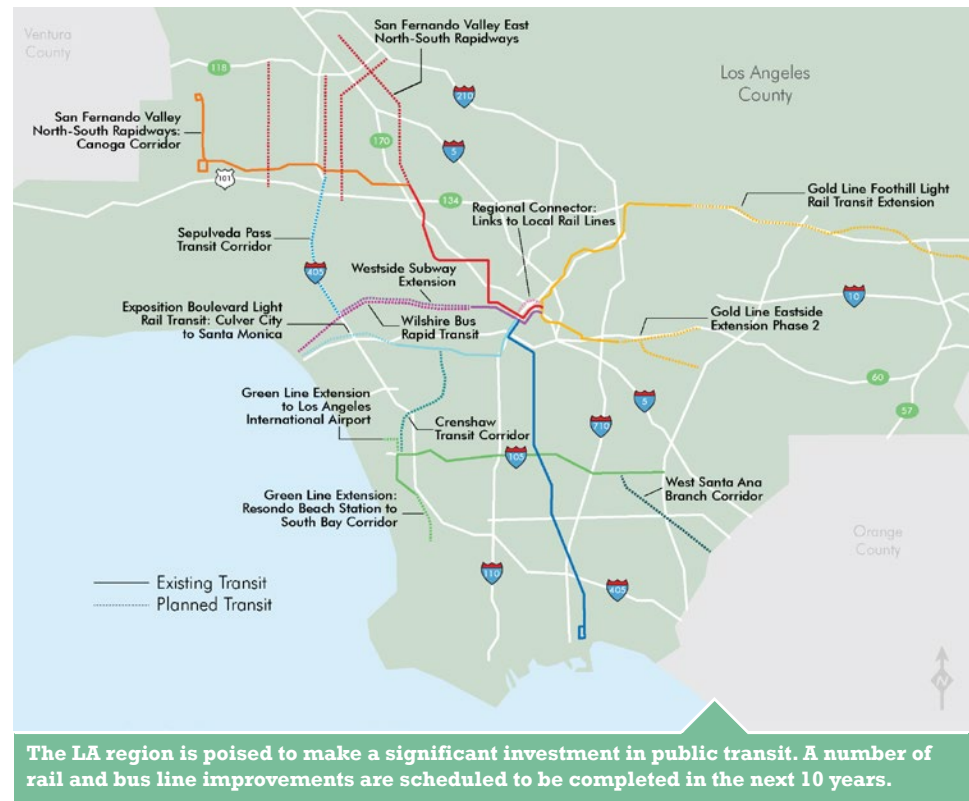 San Fernando Valley East
North-South Rapidways
Ventura
County
118
Los Angeles
County
210
San Fernando Valley
North-South Rapidways:
Canoga Corridor
170
5
101
134
Regional Connector:
Links to Local Rail Lines
Gold Line Foothill Light
Rail Transit Extension
Sepulveda Pass
Transit Corridor
405
Westside Subway
Extension
10
Exposition Boulevard Light
Rail Transit: Culver City
to Santa Monica
Wilshire Bus
Rapid Transit
Gold Line Eastside
Extension Phase 2
60
57
Green Line Extension
to Los Angeles
International Airport
Crenshaw
Transit Corridor
5
710
105
West Santa Ana
Branch Corridor
Green Line Extension:
Resondo Beach Station to
South Bay Corridor
Orange
County
110
405
Existing Transit
Planned Transit
N
The LA region is poised to make a significant investment in public transit. A number of
rail and bus line improvements are scheduled to be completed in the next 10 years.